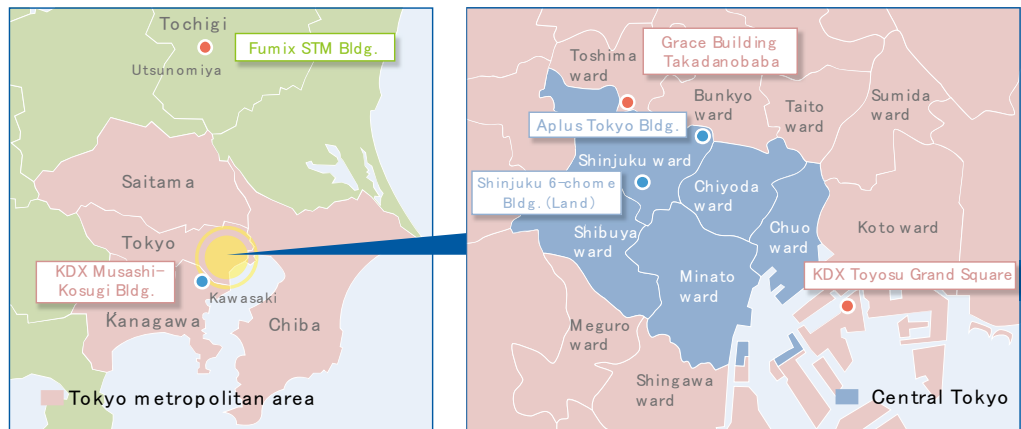 Tochigi
Utsunomiya
Fumix STM Bldg.
Saitama
Tokyo
KDX Musashi-
Kosugi Bldg.
Kawasaki
Kanagawa
Chiba
Tokyo metropolitan area
Toshima
ward
Grace Building
Takadanobaba
Bunkyo
ward
Taito
ward
Sumida
ward
Aplus Tokyo Bldg.
Shinjuku ward
Shinjuku 6-chome
Bldg. (Land)
Chiyoda
ward
Shibuya
ward
Chuo
ward
Koto ward
Minato
ward
KDX Toyosu Grand Square
Meguro
ward
Shingawa
ward
Central Tokyo